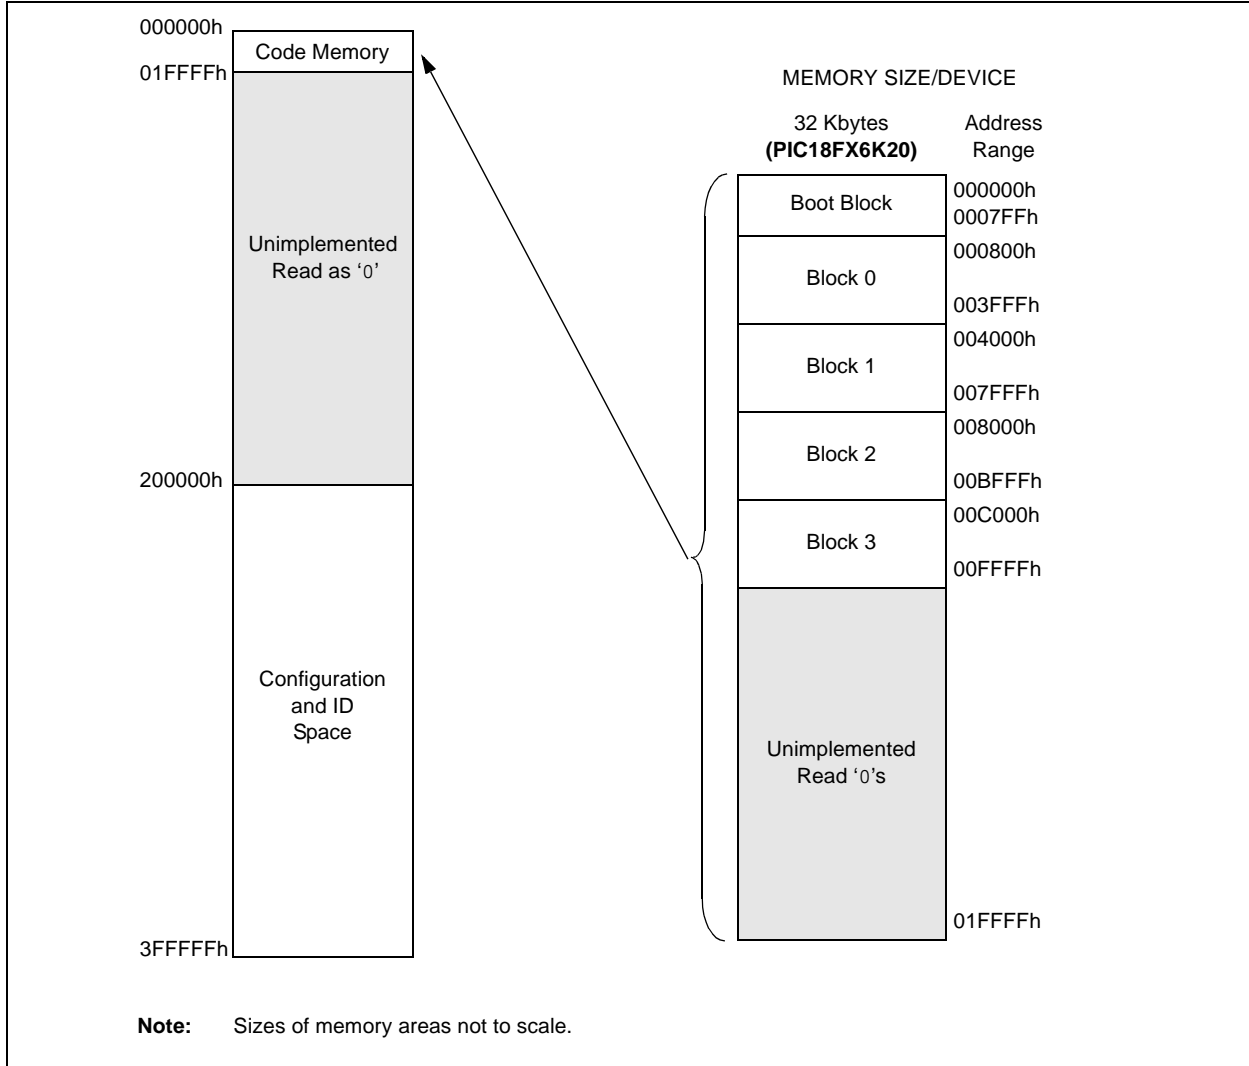 000000h
Code Memory
01FFFFh
Unimplemented
Read as ‘0’
200000h
Configuration
and ID
Space
3FFFFFh
MEMORY SIZE/DEVICE
32 Kbytes
(PIC18FX6K20)
Address
Range
Boot Block
000000h
0007FFh
Block 0
000800h
003FFFh
Block 1
004000h
007FFFh
Block 2
008000h
00BFFFh
Block 3
00C000h
00FFFFh
Unimplemented
Read ‘0’s
01FFFFh
Note: Sizes of memory areas not to scale.